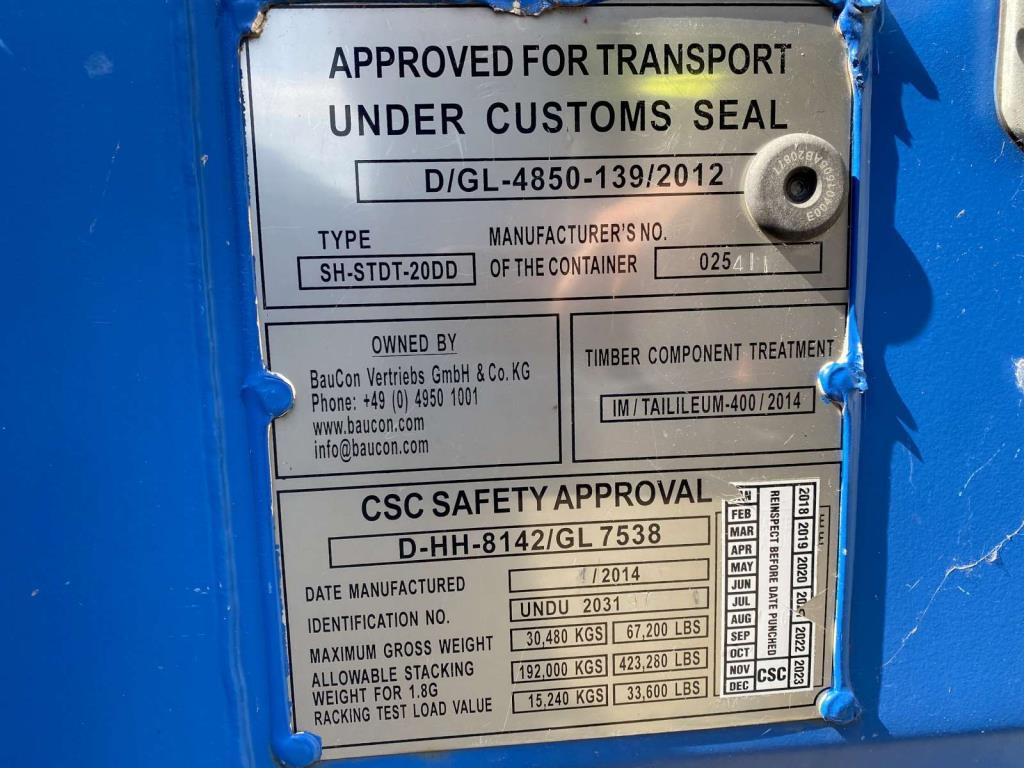 APPROVED FOR TRANSPORT
UNDER CUSTOMS SEAL
D/GL-4850-139/2012
E0040150BAB20877
TYPE
SH-STDT-20DD
MANUFACTURER'S NO.
OF THE CONTAINER
025411
OWNED BY
BauCon Vertriebs GmbH & Co. KG
Phone: +49 (0) 4950 1001
www.baucon.com
info@baucon.com
TIMBER COMPONENT TREATMENT
IM / TAILILEUM-400 / 2014
CSC SAFETY APPROVAL
D-HH-8142/GL 7538
DATE MANUFACTURED
/ 2014
IDENTIFICATION NO.
UNDU 2031
MAXIMUM GROSS WEIGHT
30,480 KGS 67,200 LBS
ALLOWABLE STACKING
WEIGHT FOR 1.8G
192,000 KGS 423,280 LBS
RACKING TEST LOAD VALUE
15,240 KGS 33,600 LBS
FEB
MAR
APR
MAY
JUN
JUL
AUG
SEP
OCT
NOV
DEC
REINSPECT BEFORE DATE PUNCHED
CSC
2018 2019 2020 2022 2023